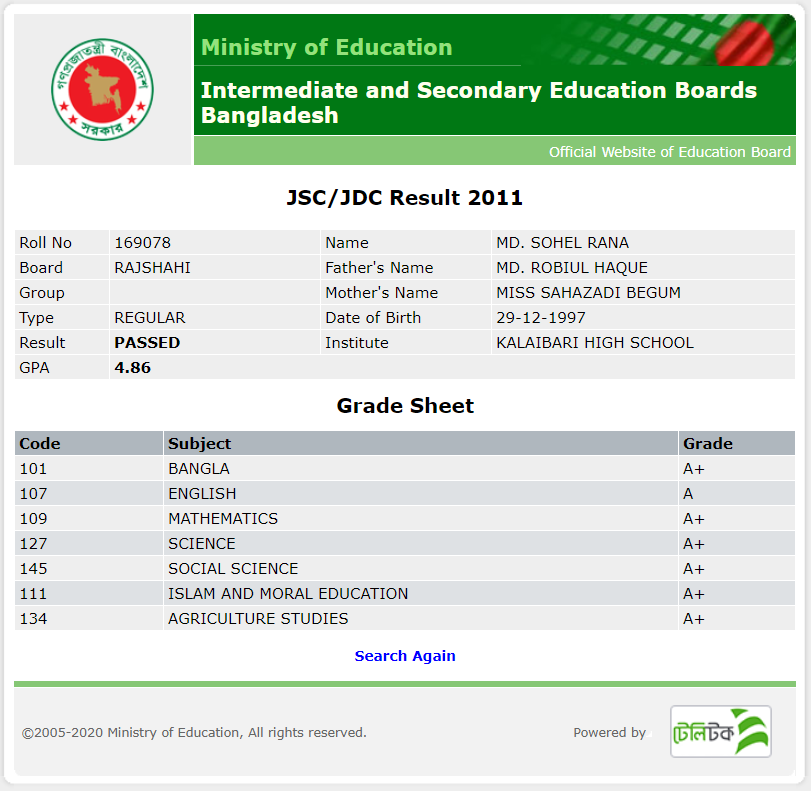 গণপ্রজাতন্ত্রী বাংলাদেশ
সরকার
Ministry of Education
Intermediate and Secondary Education Boards
Bangladesh
Official Website of Education Board
JSC/JDC Result 2011
Roll No 169078 Name MD. SOHEL RANA
Board RAJSHAHI Father's Name MD. ROBIUL HAQUE
Group Mother's Name MISS SAHAZADI BEGUM
Type REGULAR Date of Birth 29-12-1997
Result PASSED Institute KALAIBARI HIGH SCHOOL
GPA 4.86
Grade Sheet
Code Subject Grade
101 BANGLA A+
107 ENGLISH A
109 MATHEMATICS A+
127 SCIENCE A+
145 SOCIAL SCIENCE A+
111 ISLAM AND MORAL EDUCATION A+
134 AGRICULTURE STUDIES A+
Search Again
©2005-2020 Ministry of Education, All rights reserved. Powered by
টেলিটক